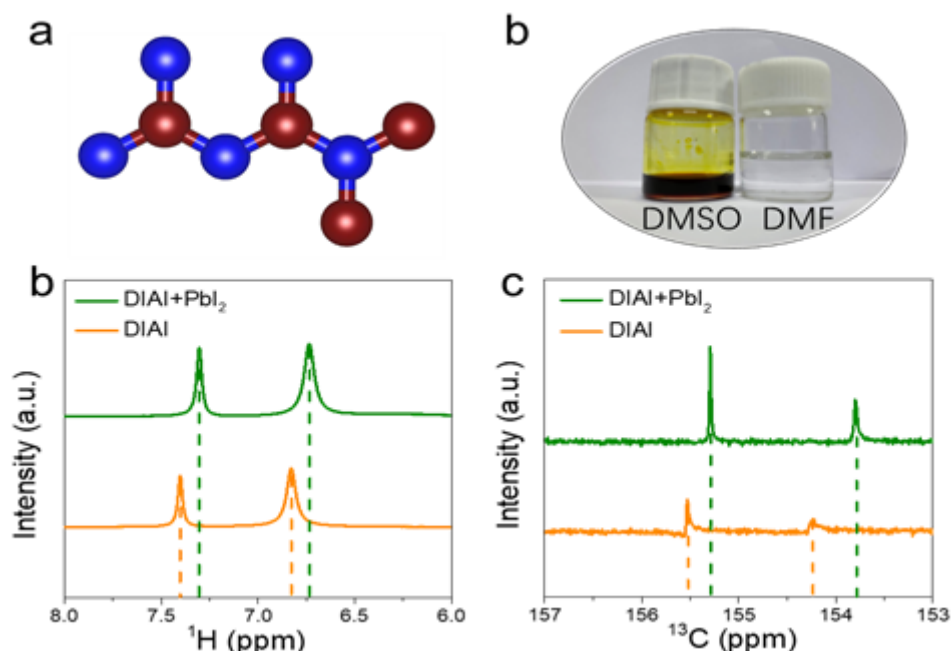 a
b
DMSO DMF
b
DIAI+PbI₂
DIAI
Intensity (a.u.)
8.0 7.5 7.0 6.5 6.0
¹H (ppm)
c
DIAI+PbI₂
DIAI
Intensity (a.u.)
157 156 155 154 153
¹³C (ppm)